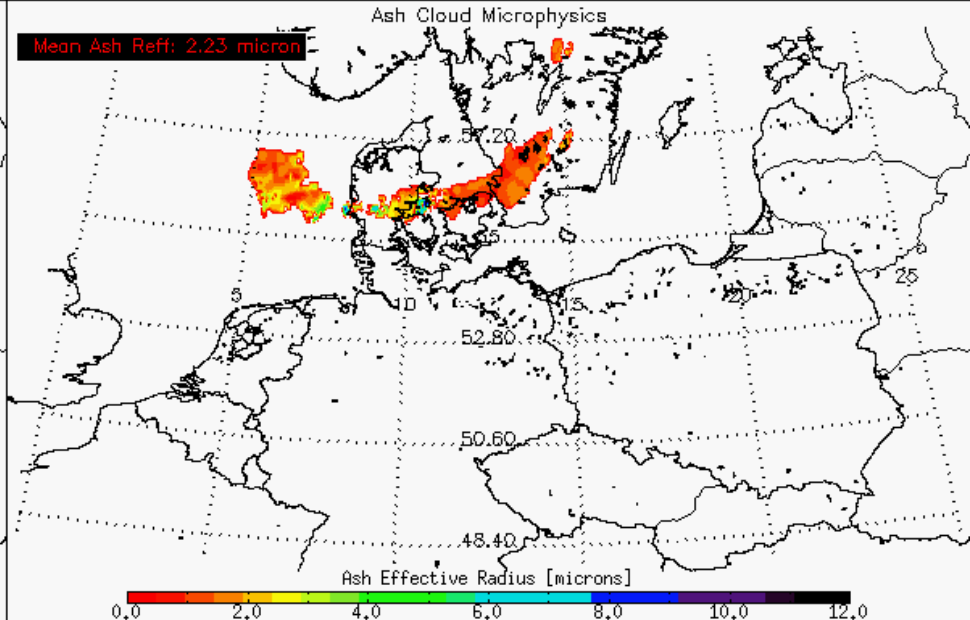 Ash Cloud Microphysics
Mean Ash Reff: 2.23 micron
57.20
5
10
15
20
25
52.80
50.60
48.40
Ash Effective Radius [microns]
0.0 2.0 4.0 6.0 8.0 10.0 12.0